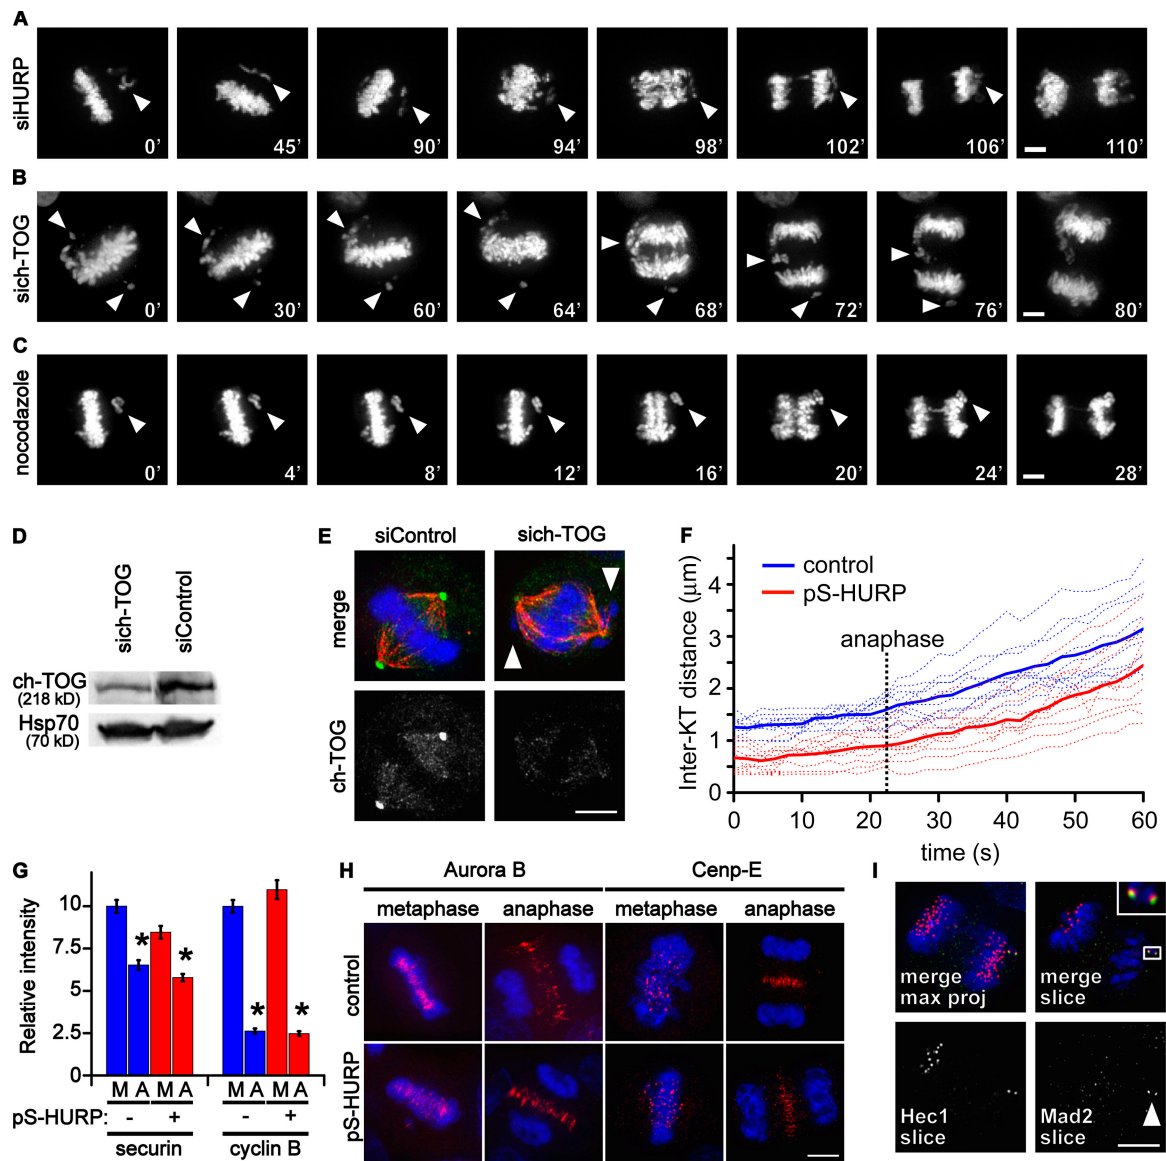 A
siHURP
0’ 45’ 90’ 94’ 98’ 102’ 106’ 110’
B
sich-TOG
0’ 30’ 60’ 64’ 68’ 72’ 76’ 80’
C
nocodazole
0’ 4’ 8’ 12’ 16’ 20’ 24’ 28’
D
sich-TOG
siControl
ch-TOG
(218 kD)
Hsp70
(70 kD)
E
siControl sich-TOG
merge
ch-TOG
F
Inter-KT distance (μm)
4
3
2
1
0
control
pS-HURP
anaphase
0 10 20 30 40 50 60
time (s)
G
Relative intensity
10
7.5
5
2.5
0
* * * *
M A M A M A M A
pS-HURP: - + - +
securin cyclin B
H
Aurora B Cenp-E
metaphase anaphase metaphase anaphase
control
pS-HURP
I
merge
max proj
merge
slice
Hec1
slice
Mad2
slice